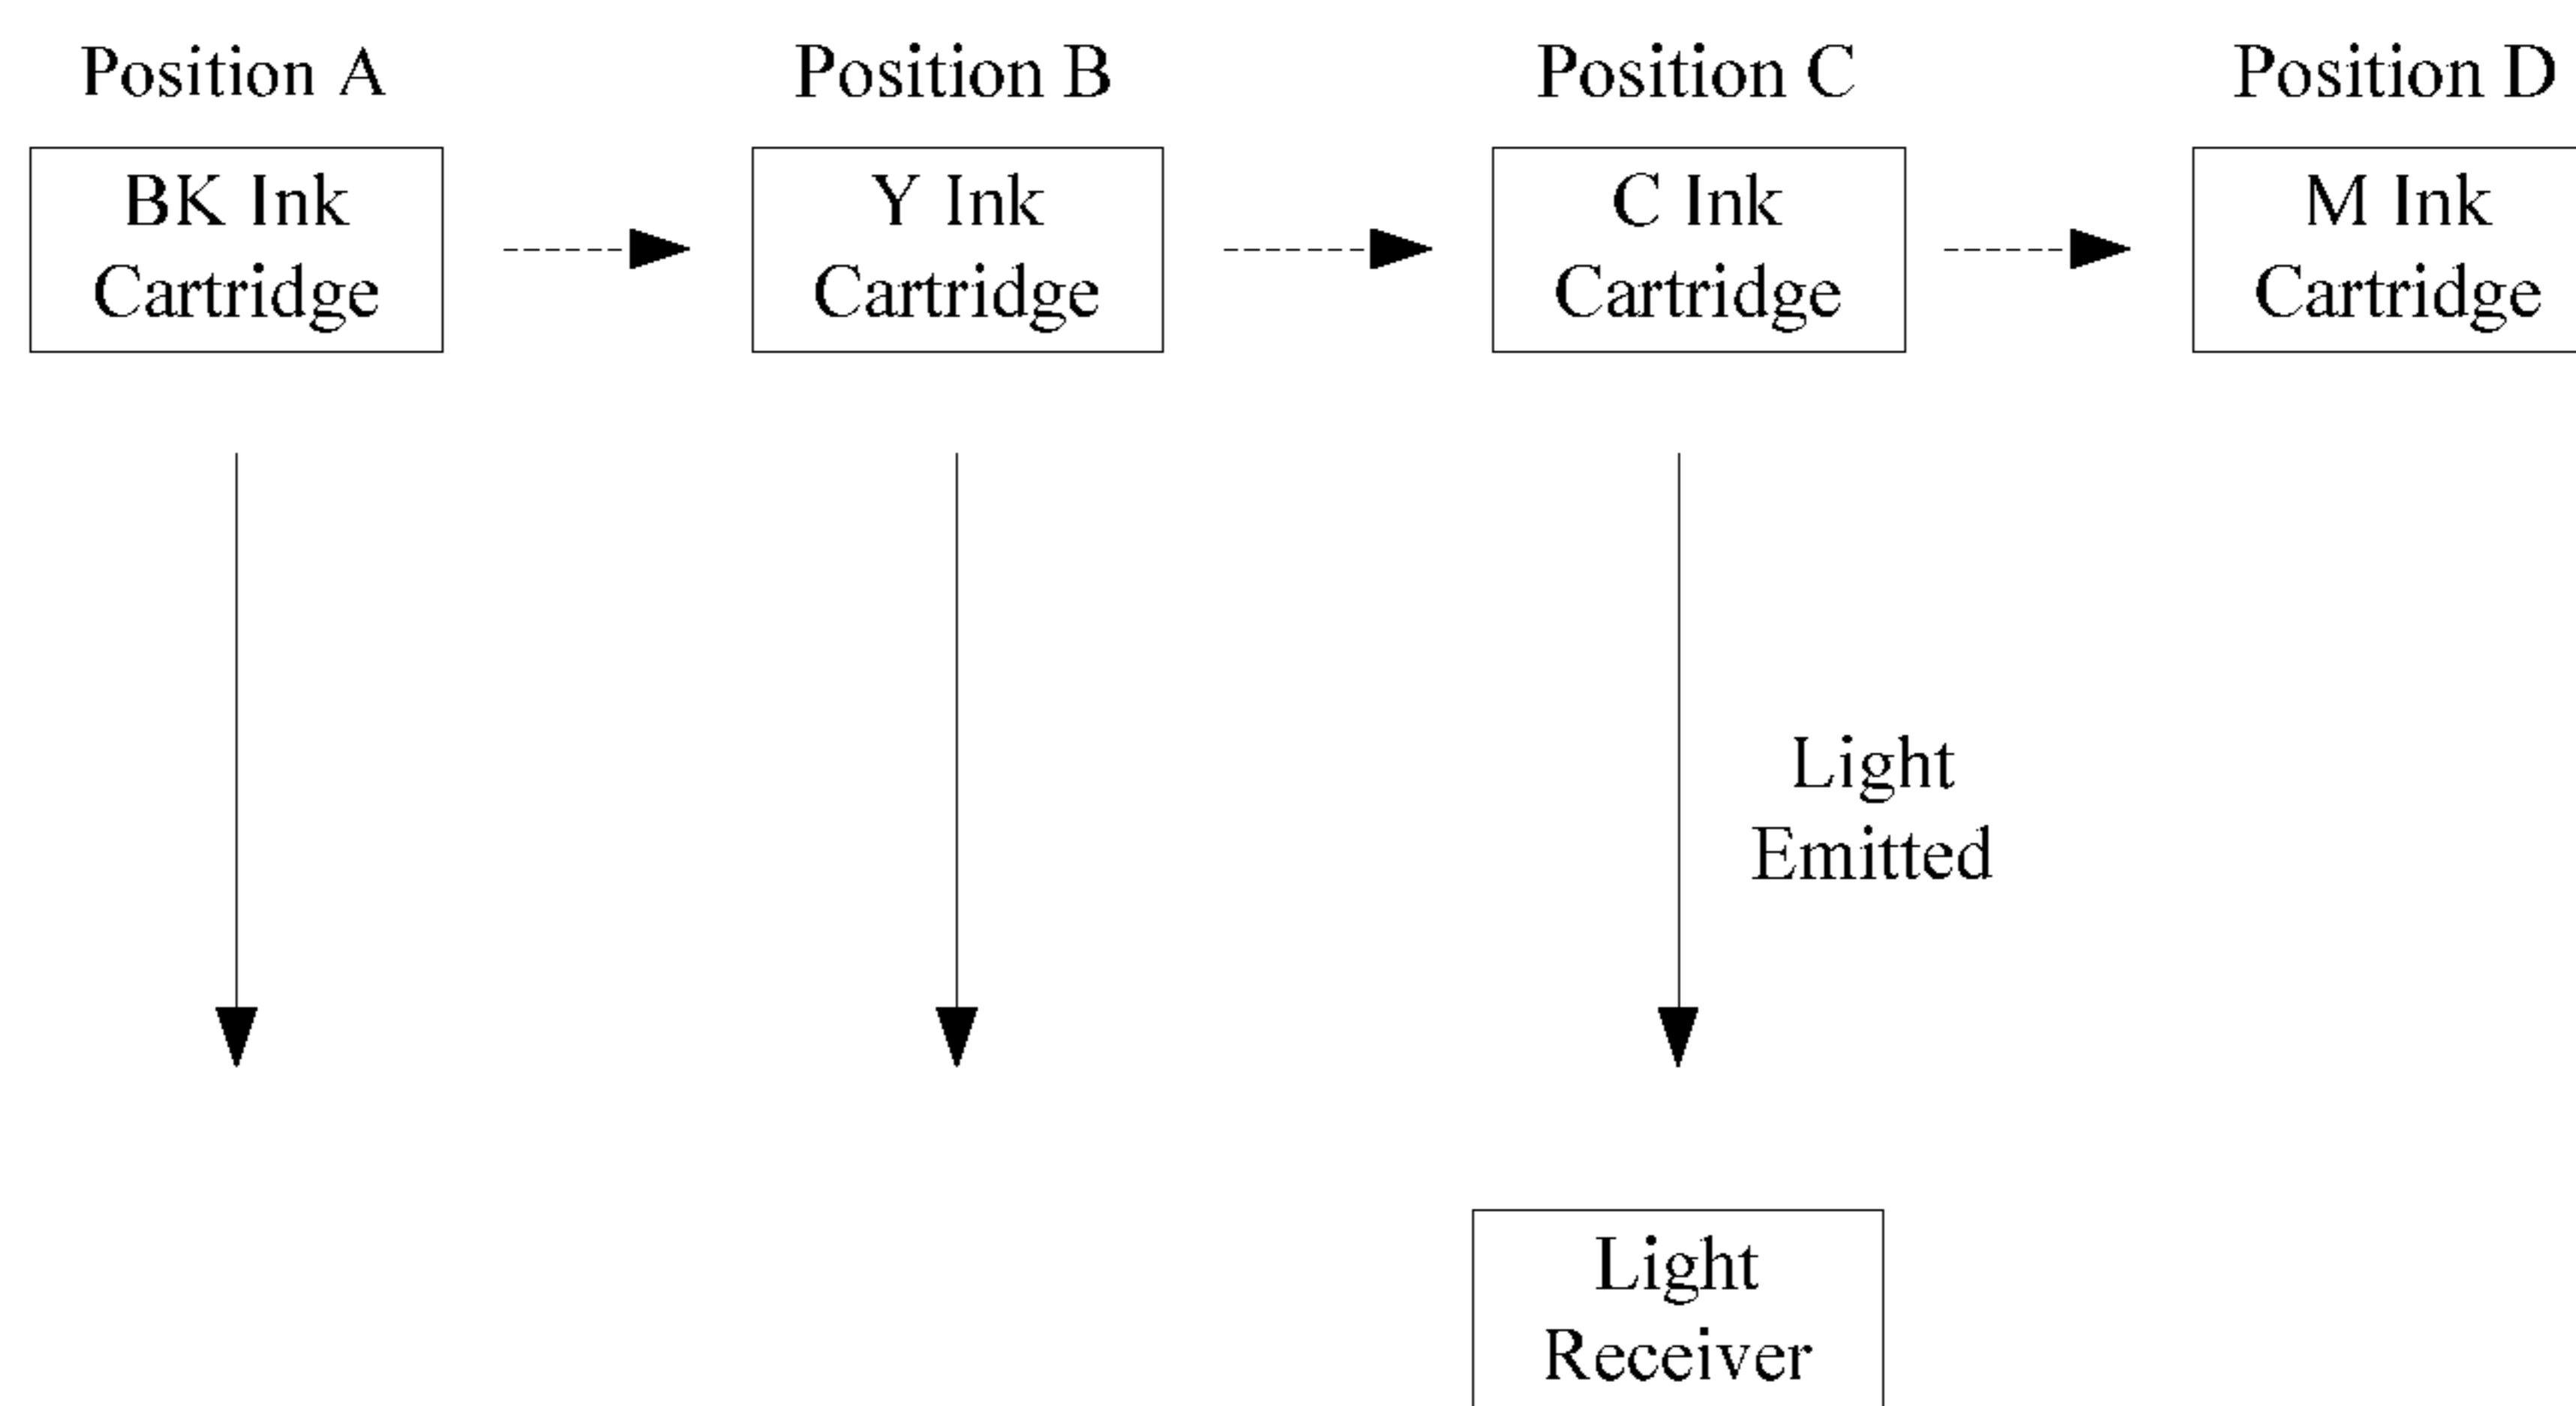 Position A
Position B
Position C
Position D
BK Ink
Cartridge
Y Ink
Cartridge
C Ink
Cartridge
M Ink
Cartridge
Light
Emitted
Light
Receiver